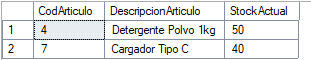 CodArticulo DescripcionArticulo StockActual
1 4 Detergente Polvo 1kg 50
2 7 Cargador Tipo C 40